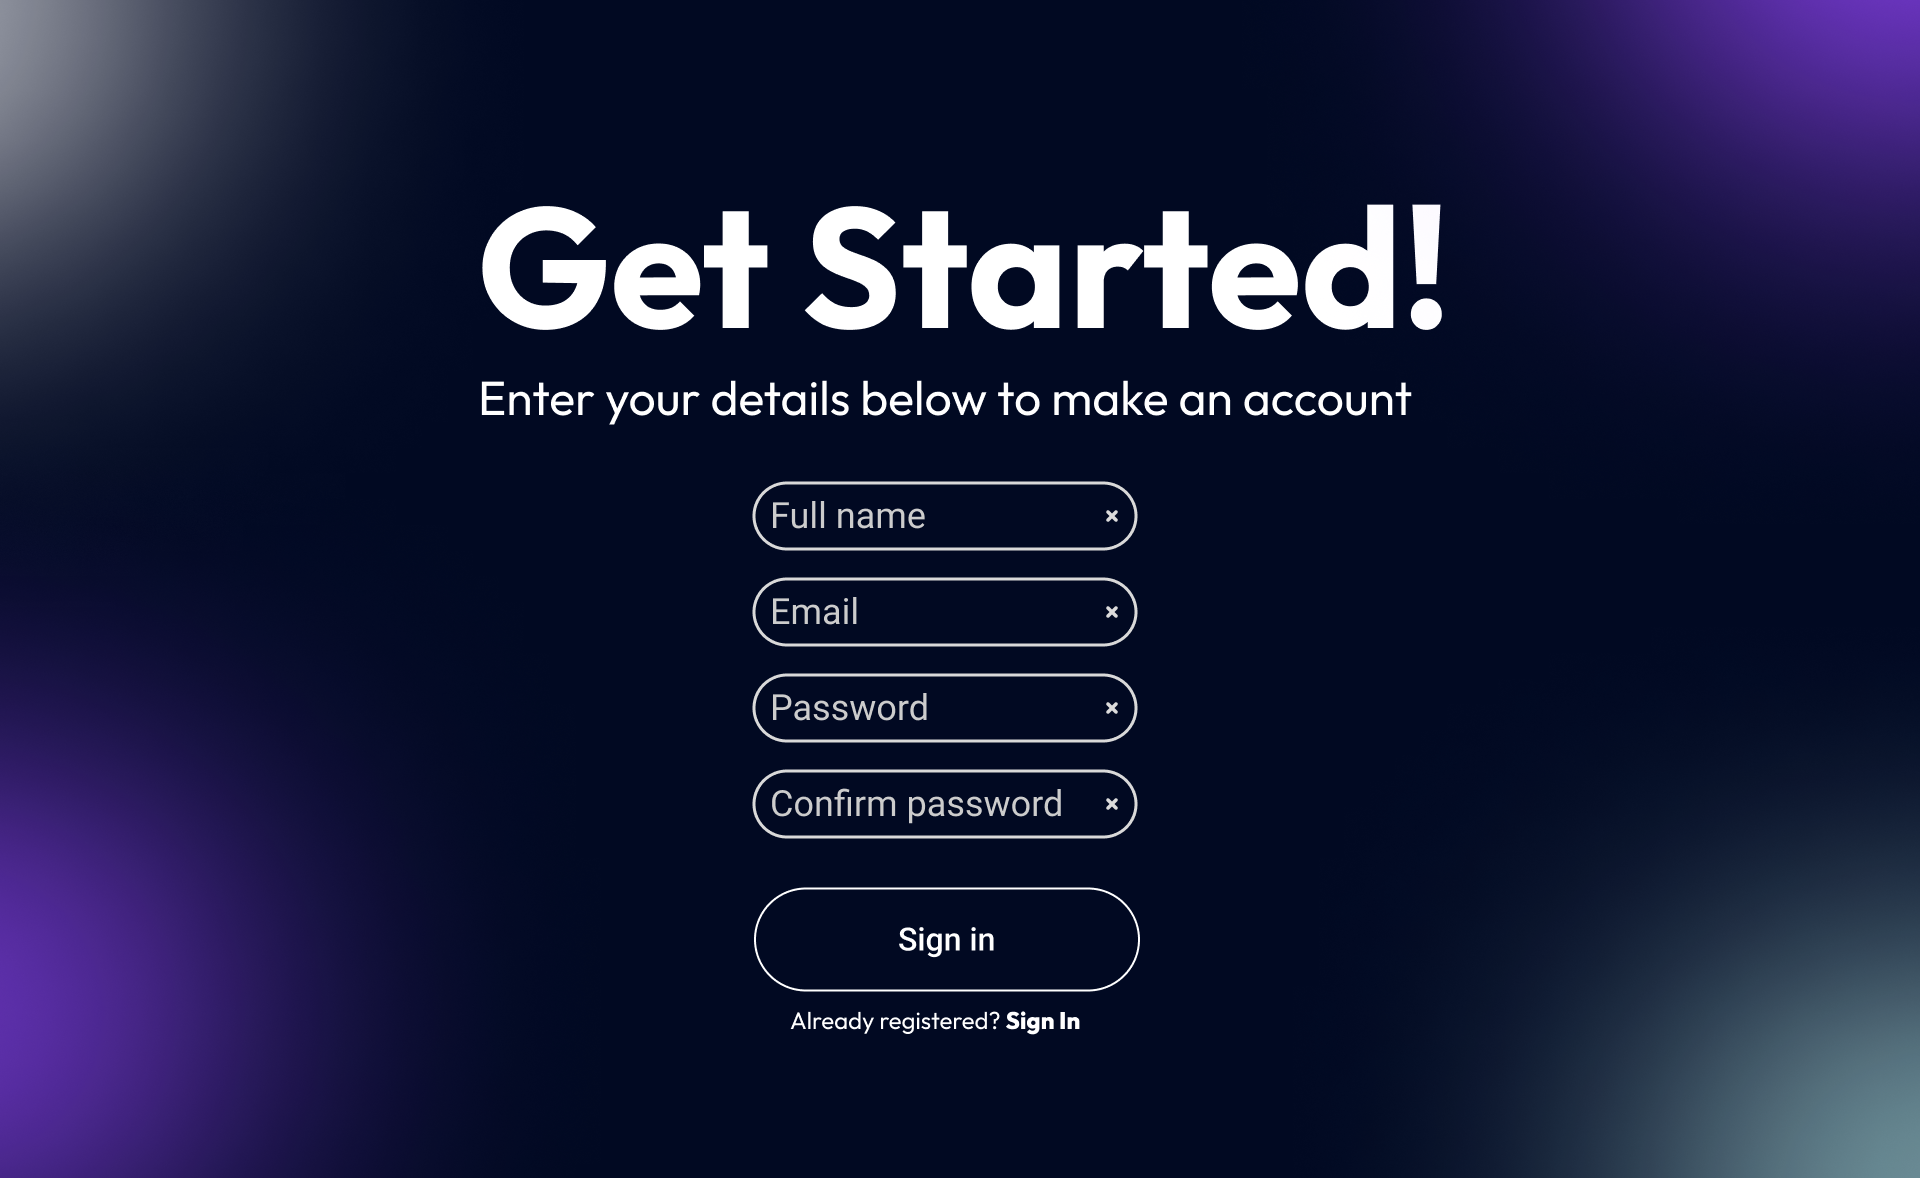 Get Started!
Enter your details below to make an account
Full name
Email
Password
Confirm password
Sign in
Already registered? Sign In